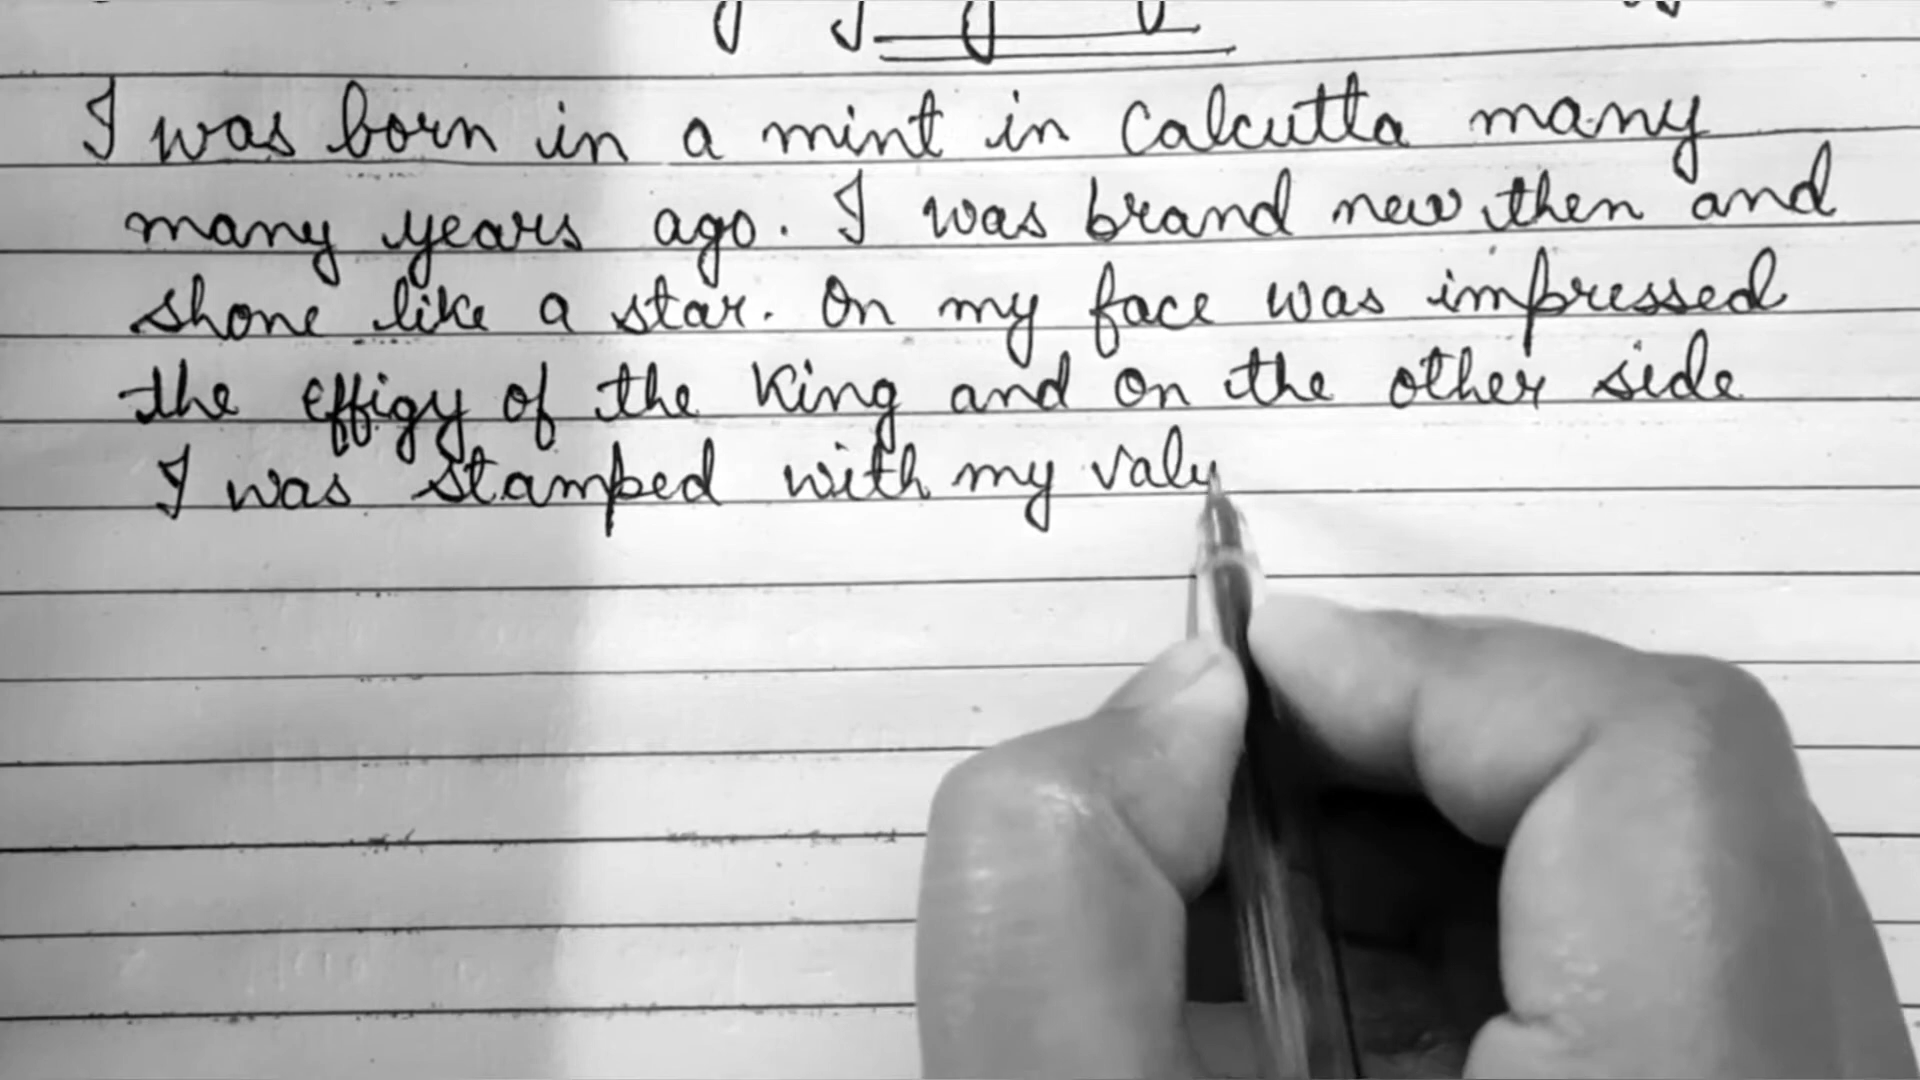 I was born in a mint in Calcutta many
many years ago. I was brand new then and
shone like a star. On my face was impressed
the effigy of the King and on the other side
I was stamped with my valu